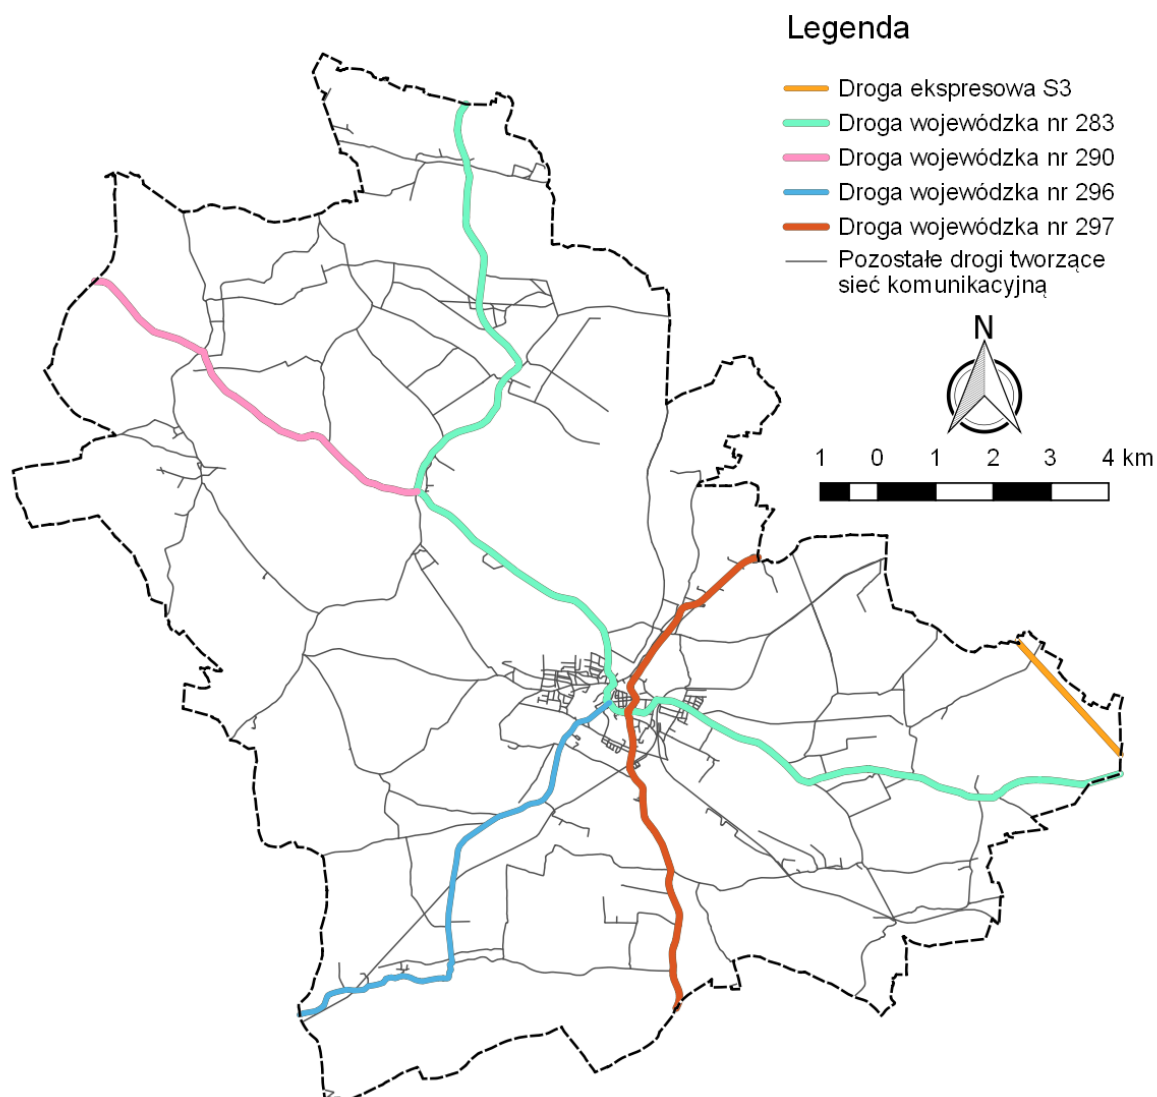 Legenda
Droga ekspresowa S3
Droga wojewódzka nr 283
Droga wojewódzka nr 290
Droga wojewódzka nr 296
Droga wojewódzka nr 297
Pozostałe drogi tworzące
sieć komunikacyjną
N
1 0 1 2 3 4 km